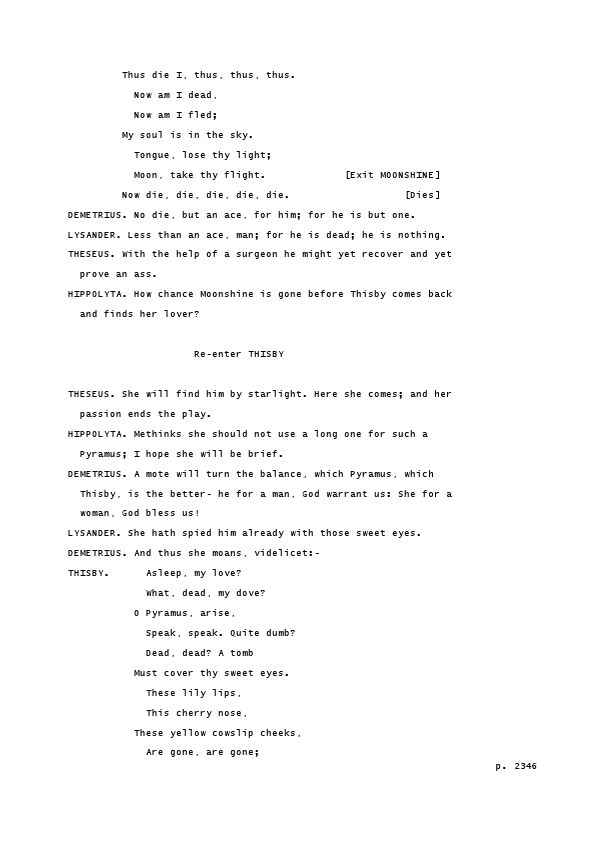 Thus die I, thus, thus, thus.
Now am I dead,
Now am I fled;
My soul is in the sky.
Tongue, lose thy light;
Moon, take thy flight. [Exit MOONSHINE]
Now die, die, die, die, die. [Dies]
DEMETRIUS. No die, but an ace, for him; for he is but one.
LYSANDER. Less than an ace, man; for he is dead; he is nothing.
THESEUS. With the help of a surgeon he might yet recover and yet
prove an ass.
HIPPOLYTA. How chance Moonshine is gone before Thisby comes back
and finds her lover?
Re-enter THISBY
THESEUS. She will find him by starlight. Here she comes; and her
passion ends the play.
HIPPOLYTA. Methinks she should not use a long one for such a
Pyramus; I hope she will be brief.
DEMETRIUS. A mote will turn the balance, which Pyramus, which
Thisby, is the better- he for a man, God warrant us: She for a
woman, God bless us!
LYSANDER. She hath spied him already with those sweet eyes.
DEMETRIUS. And thus she moans, videlicet:-
THISBY. Asleep, my love?
What, dead, my dove?
O Pyramus, arise,
Speak, speak. Quite dumb?
Dead, dead? A tomb
Must cover thy sweet eyes.
These lily lips,
This cherry nose,
These yellow cowslip cheeks,
Are gone, are gone;
p. 2346